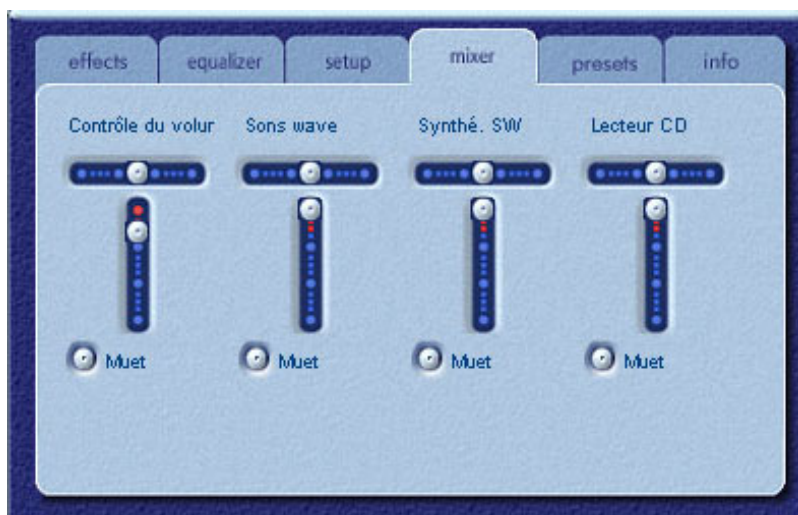 effects equalizer setup mixer presets info
Contrôle du volur Sons wave Synthé. SW Lecteur CD
Muet Muet Muet Muet